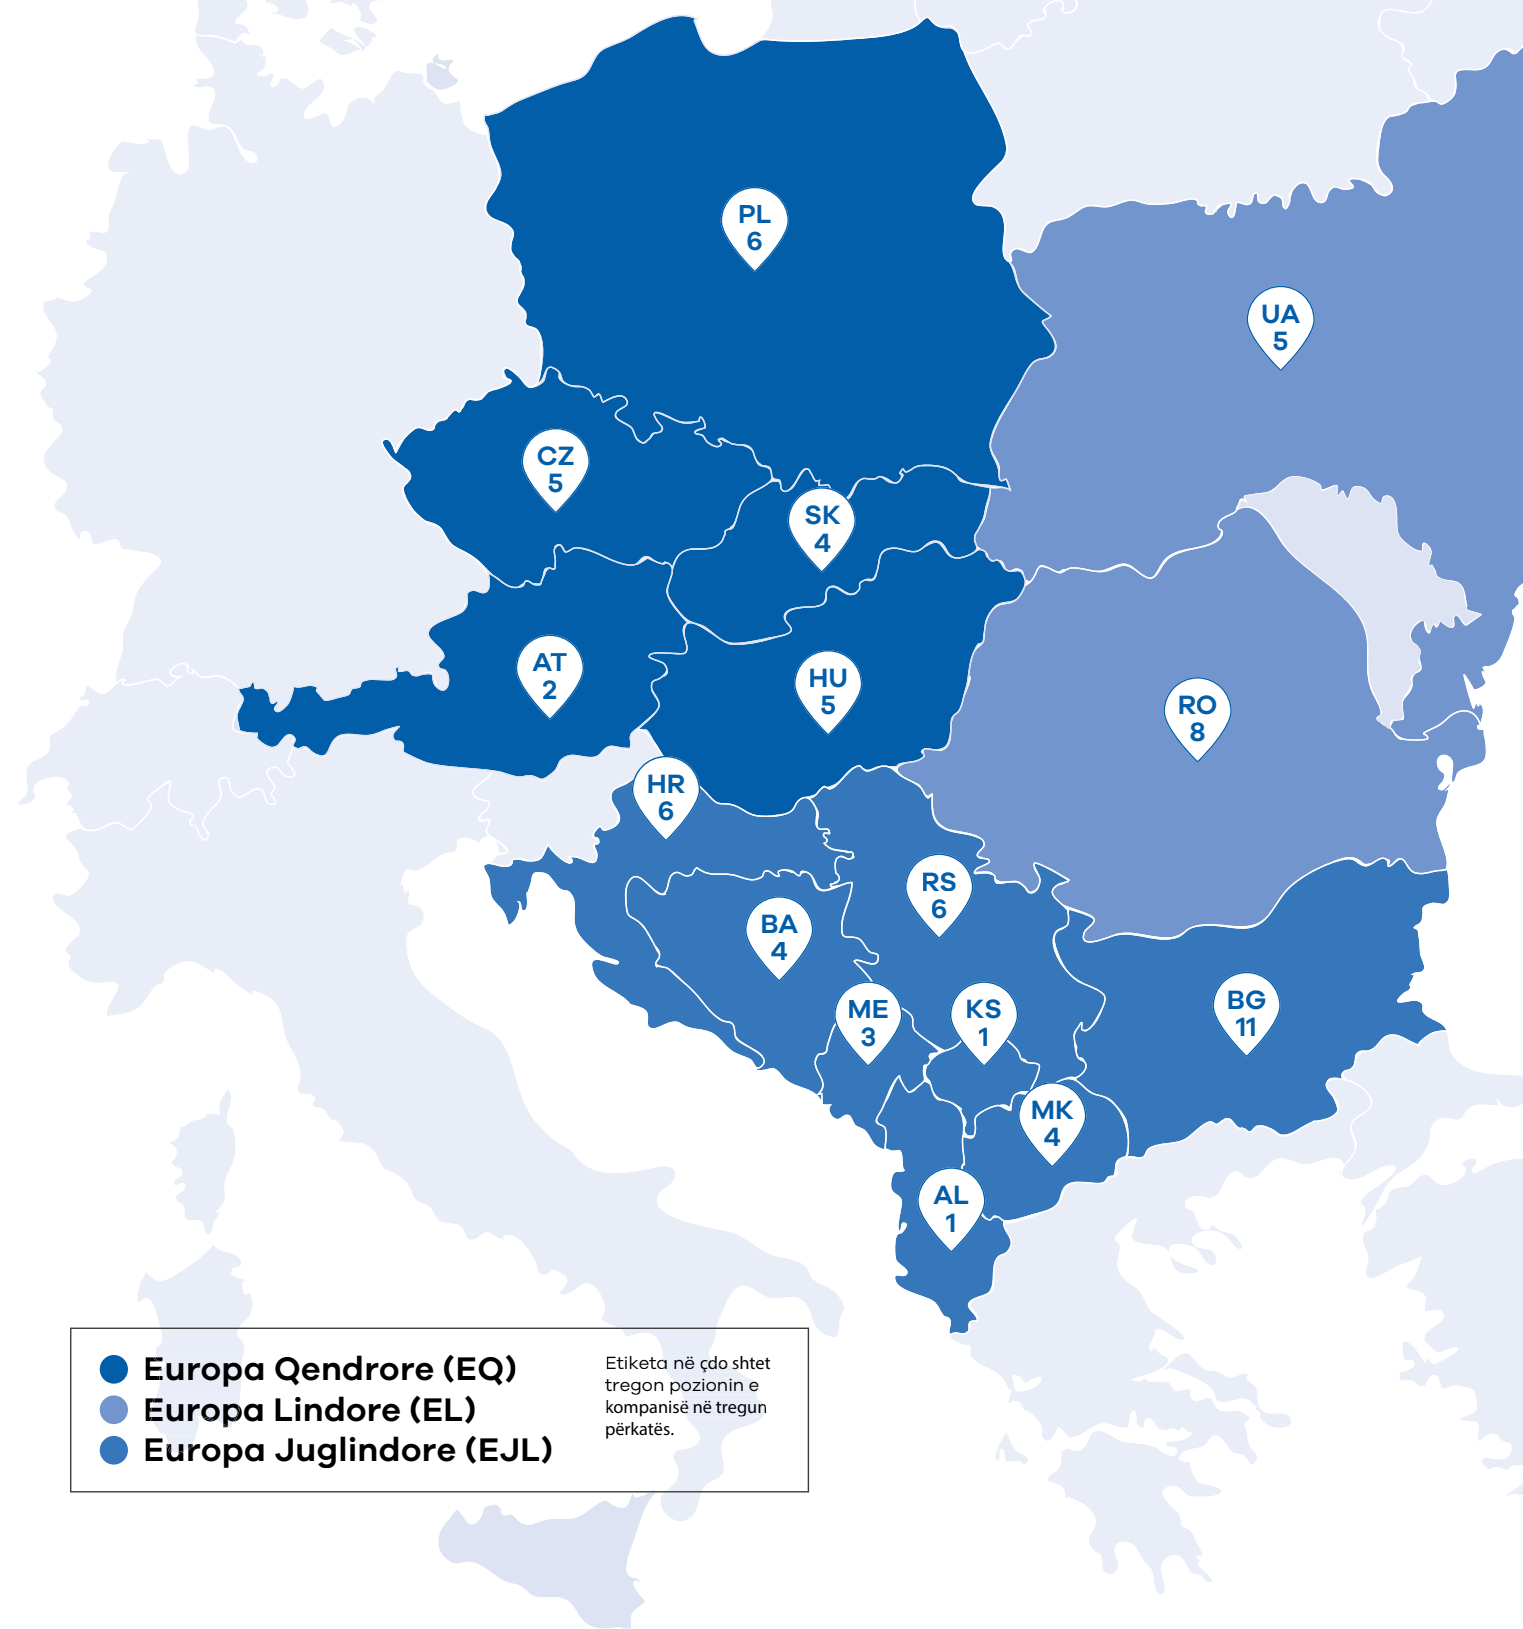 PL
6
UA
5
CZ
5
SK
4
AT
2
HU
5
RO
8
HR
6
RS
6
BA
4
ME
3
KS
1
BG
11
MK
4
AL
1
Europa Qendrore (EQ)
Europa Lindore (EL)
Europa Juglindore (EJL)
Etiketa në çdo shtet
tregon pozionin e
kompanisë në tregun
përkatës.